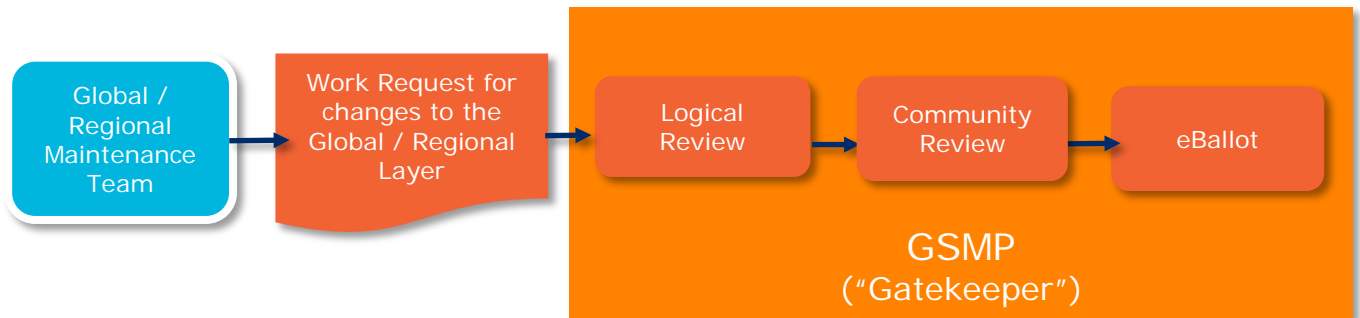 Global /
Regional
Maintenance
Team
Work Request for
changes to the
Global / Regional
Layer
Logical
Review
Community
Review
eBallot
GSMP
("Gatekeeper")